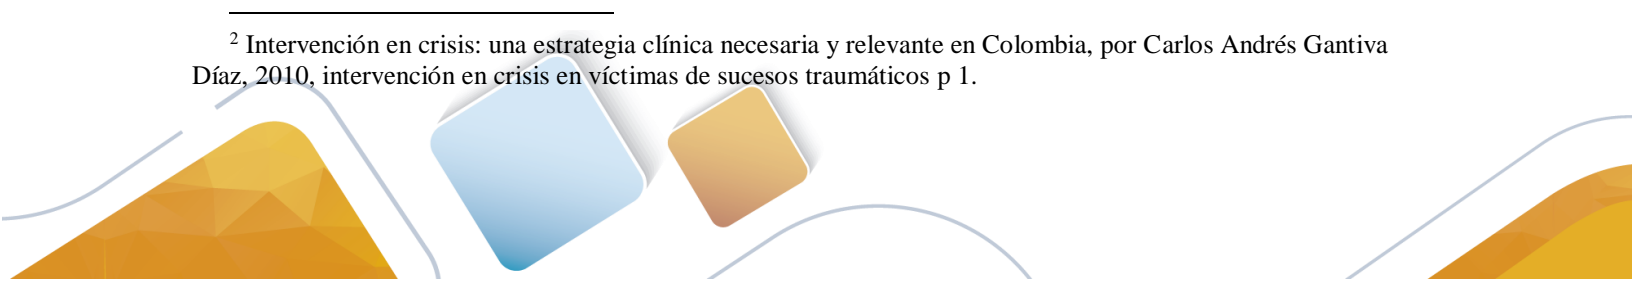 ² Intervención en crisis: una estrategia clínica necesaria y relevante en Colombia, por Carlos Andrés Gantiva
Díaz, 2010, intervención en crisis en víctimas de sucesos traumáticos p 1.